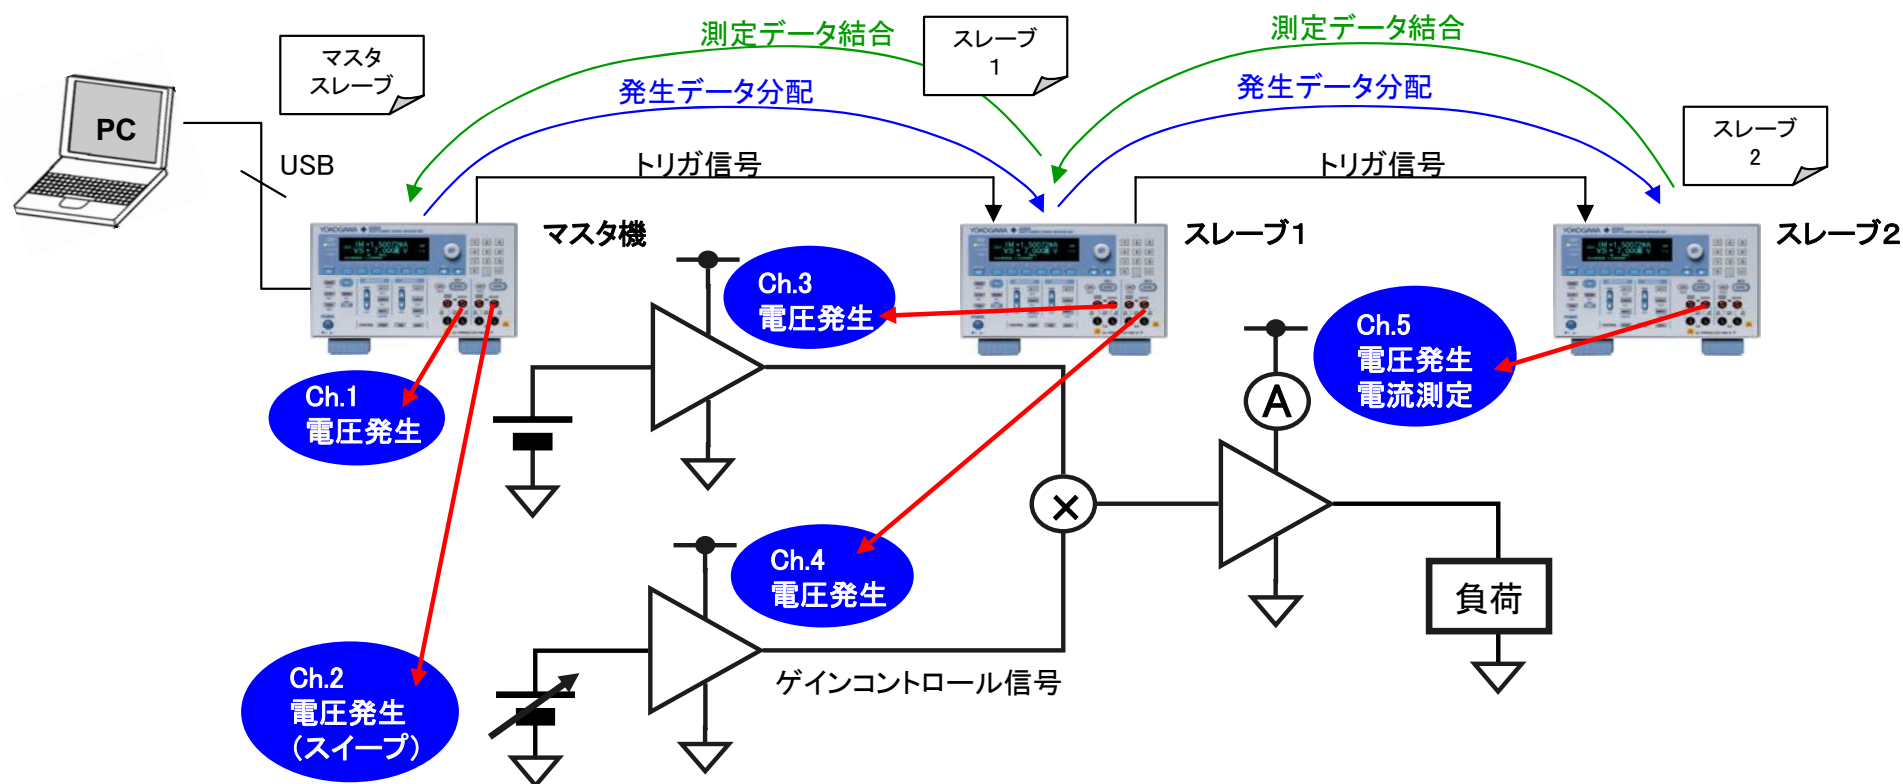 測定データ結合
測定データ結合
マスタ
スレーブ
スレーブ
1
発生データ分配
発生データ分配
スレーブ
2
PC
USB
トリガ信号
トリガ信号
マスタ機
スレーブ1
スレーブ2
YOKOGAWA
YOKOGAWA
YOKOGAWA
Ch.3
電圧発生
Ch.5
電圧発生
電流測定
Ch.1
電圧発生
A
×
Ch.4
電圧発生
負荷
Ch.2
電圧発生
(スイープ)
ゲインコントロール信号